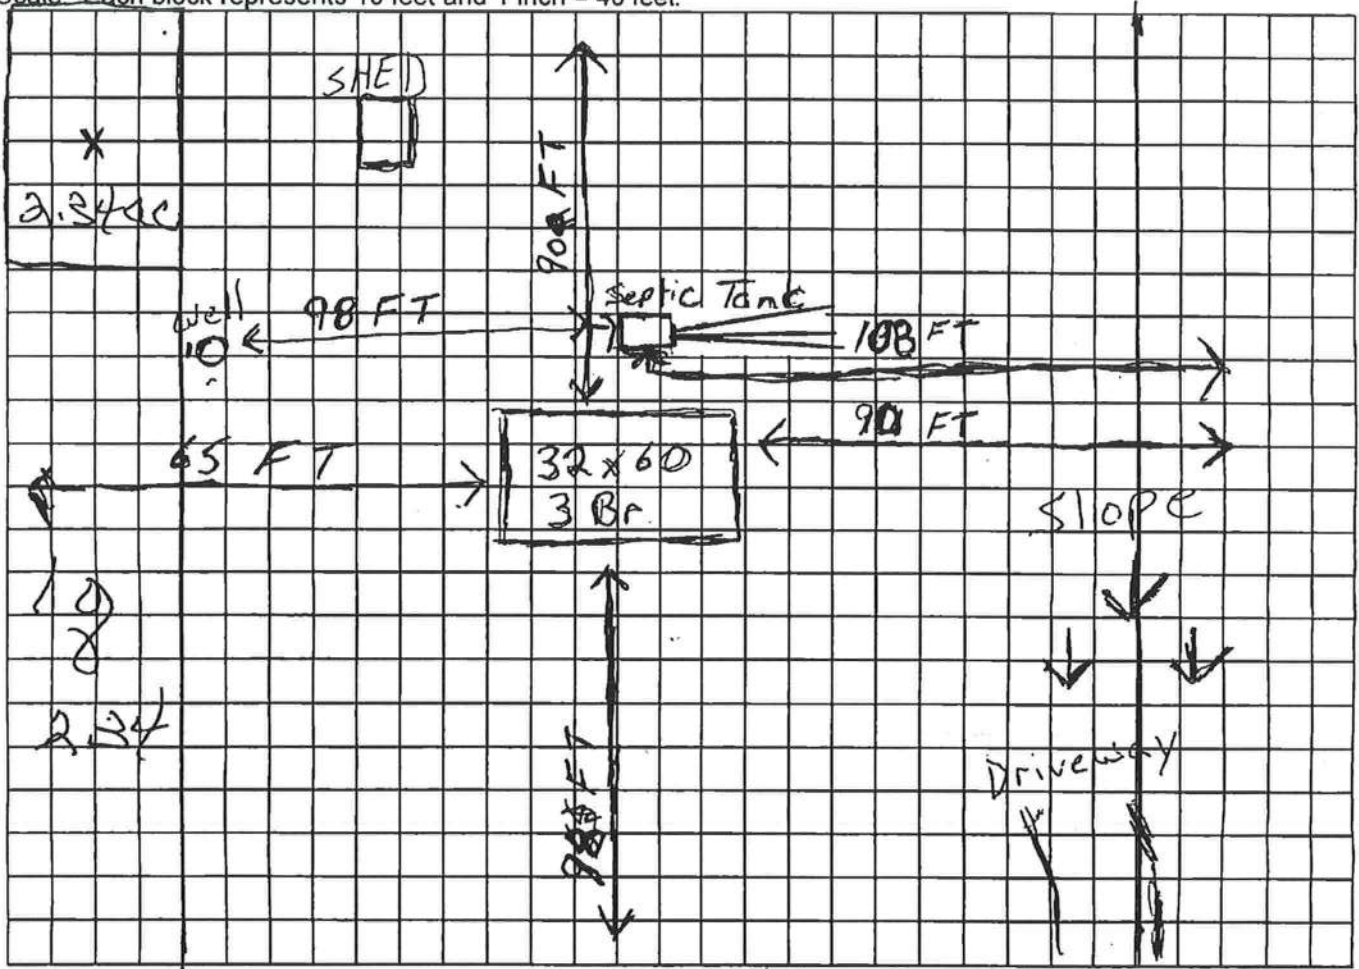 Scale: Each block represents 10 feet and 1 inch = 40 feet.
SHED
X
2.34ac
90 FT
well
98 FT
Septic Tank
108 FT
FT
65 FT
32 x 60
3 Br
SLOPE
2.34
Driveway
FT